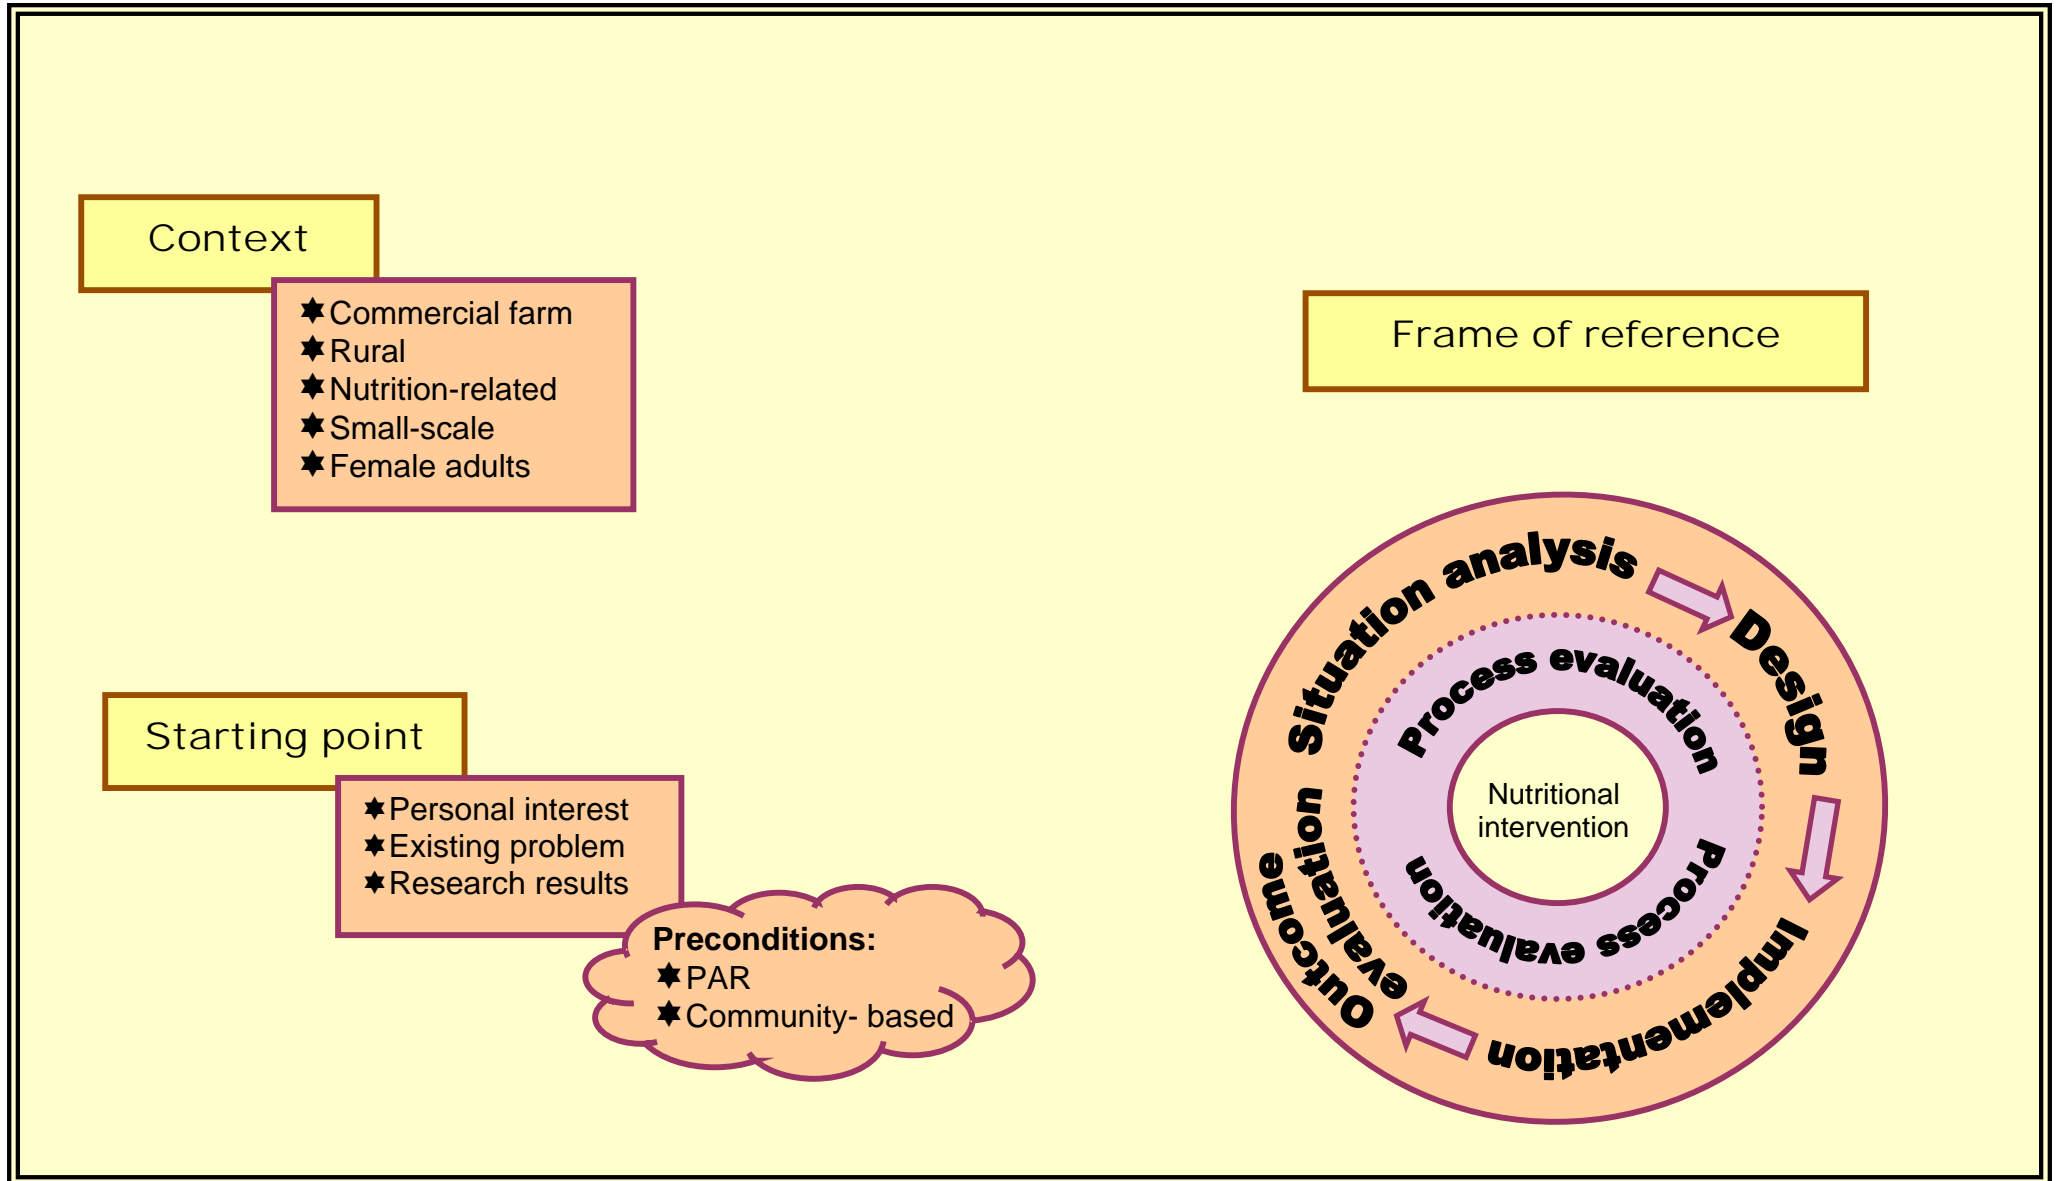 Context
Commercial farm
Rural
Nutrition-related
Small-scale
Female adults
Starting point
Personal interest
Existing problem
Research results
Preconditions:
PAR
Community- based
Frame of reference
Situation analysis
Design
Implementation
Outcome
evaluation
Process evaluation
Process evaluation
Nutritional
intervention